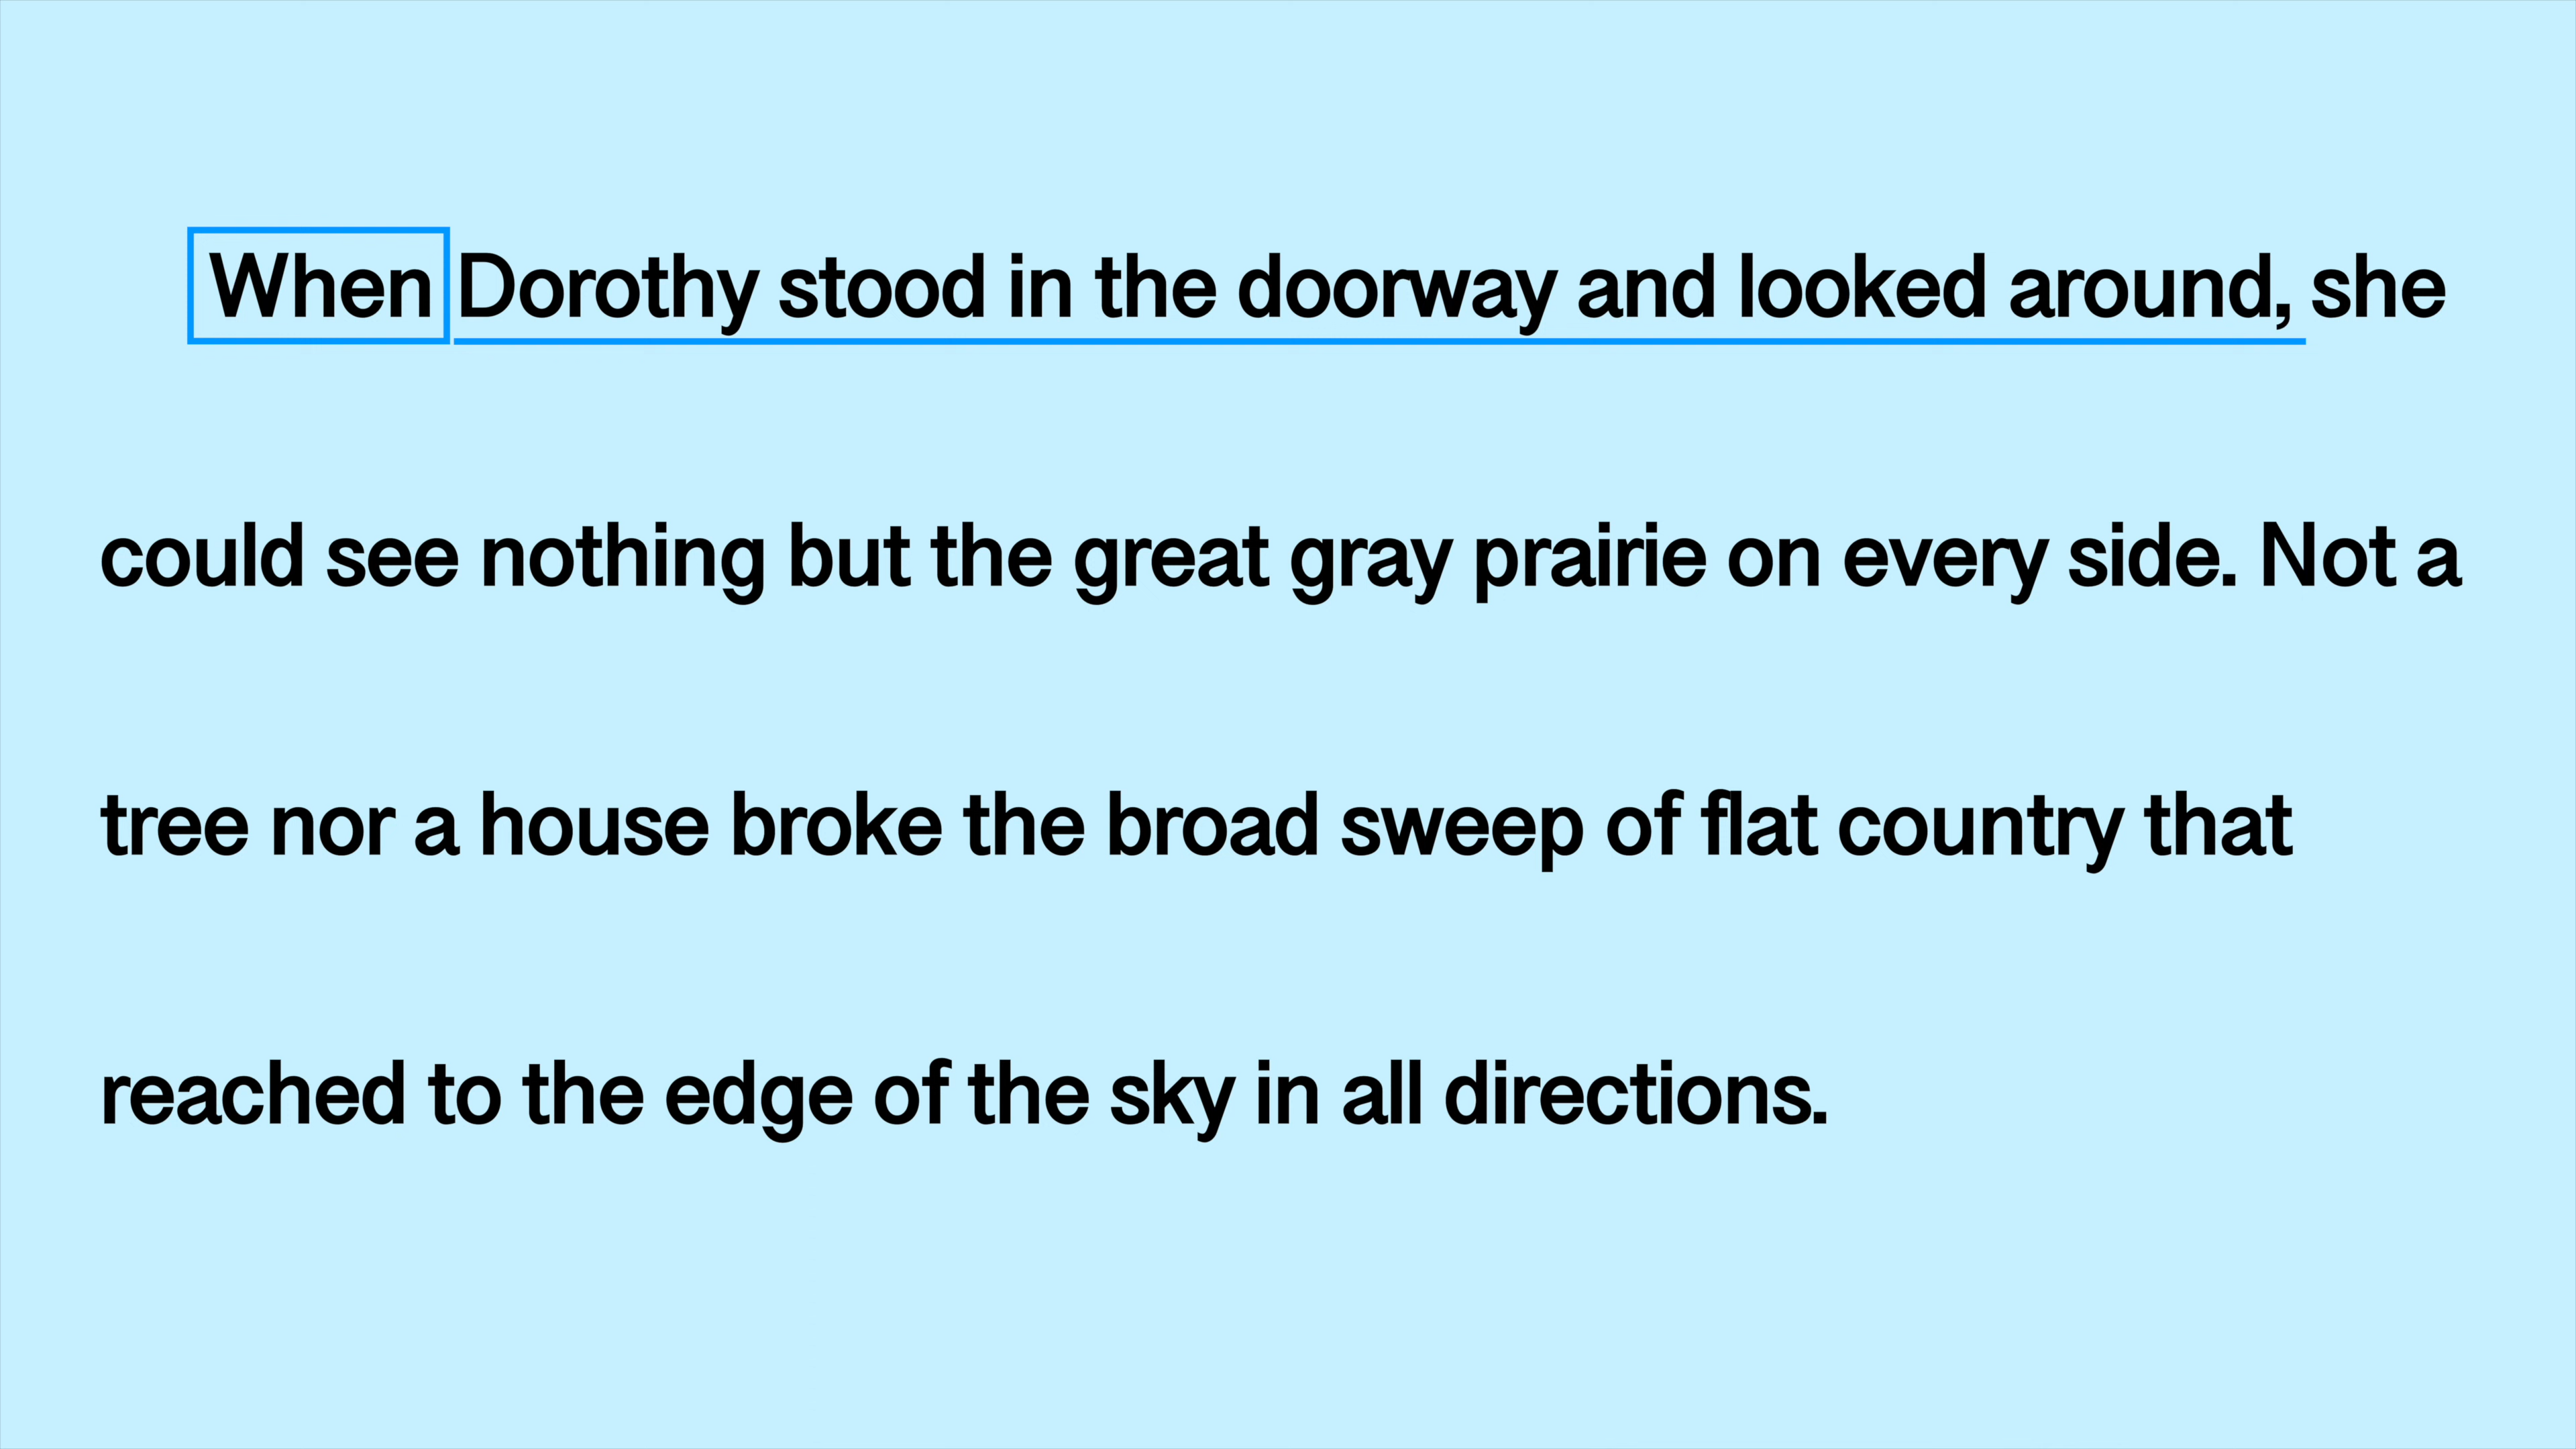 When Dorothy stood in the doorway and looked around, she
could see nothing but the great gray prairie on every side. Not a
tree nor a house broke the broad sweep of flat country that
reached to the edge of the sky in all directions.